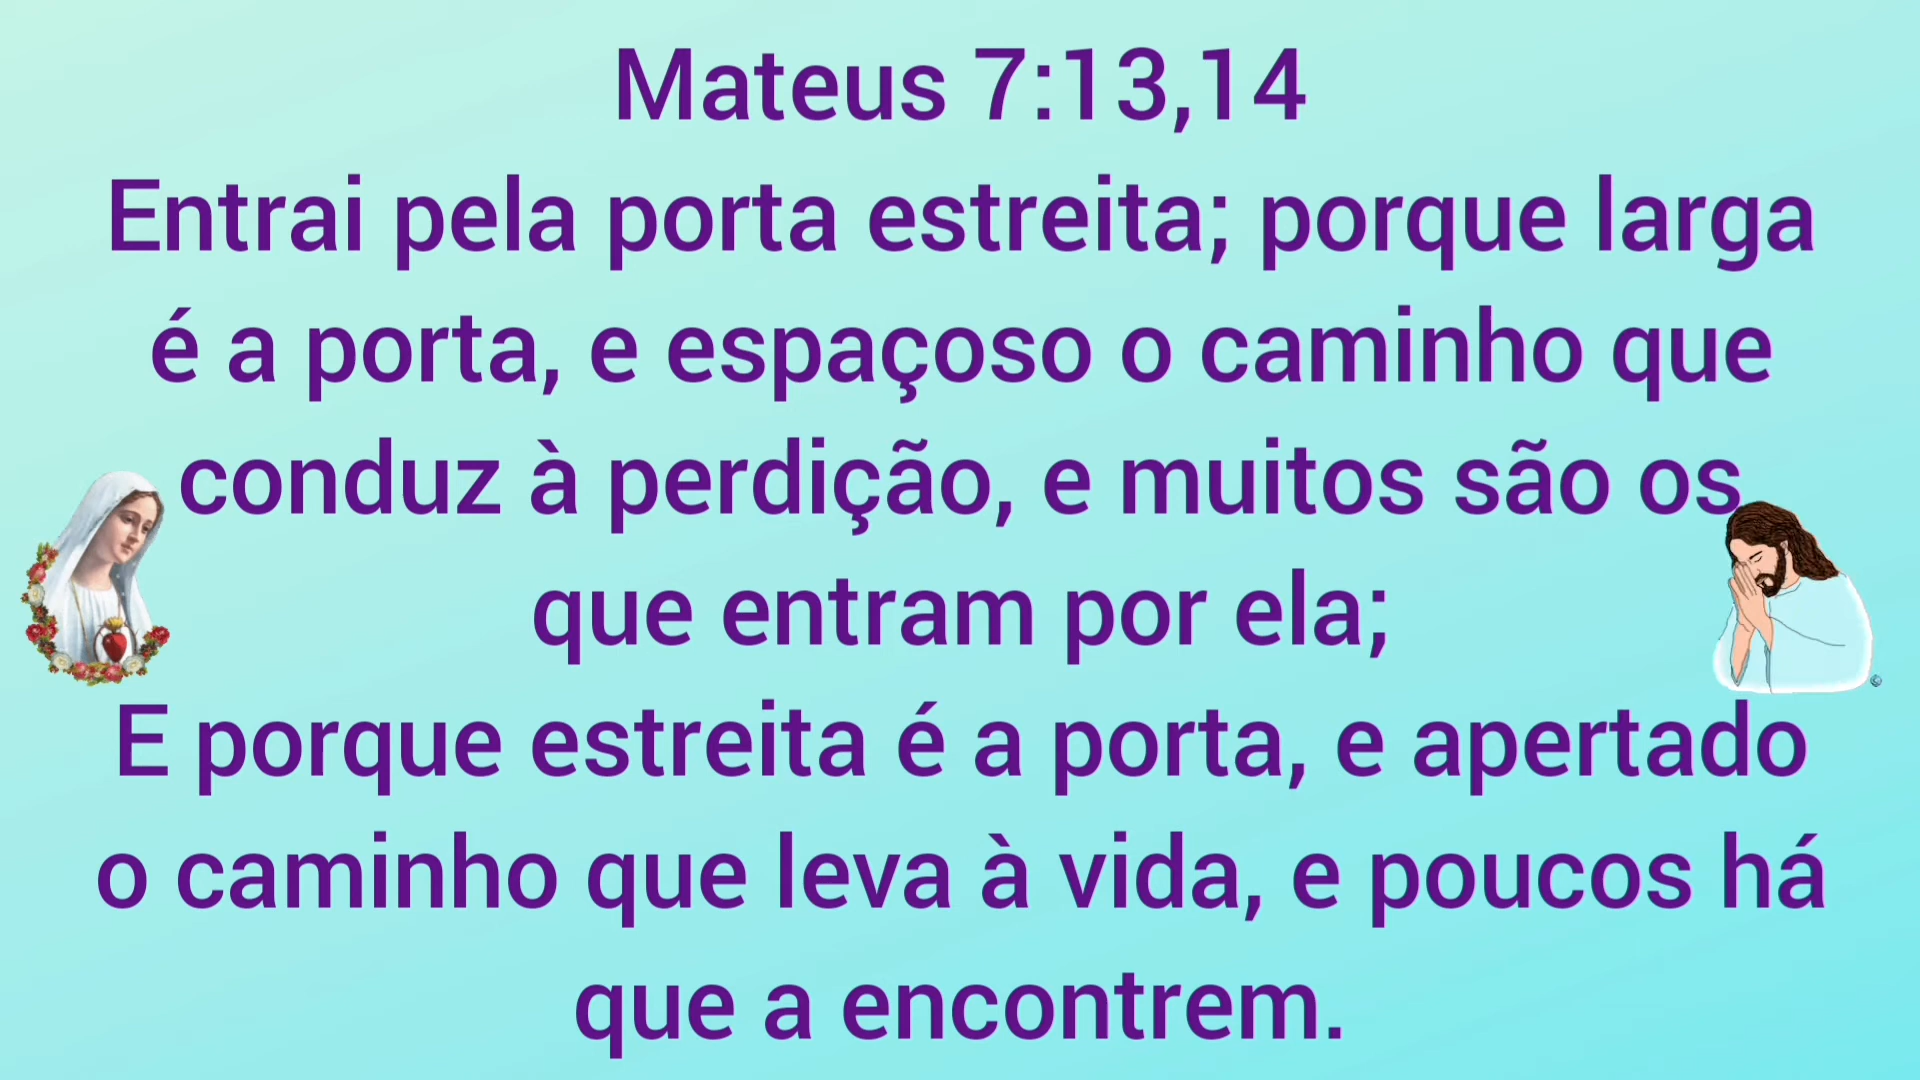 Mateus 7:13,14
Entrai pela porta estreita; porque larga
é a porta, e espaçoso o caminho que
conduz à perdição, e muitos são os
que entram por ela;
E porque estreita é a porta, e apertado
o caminho que leva à vida, e poucos há
que a encontrem.